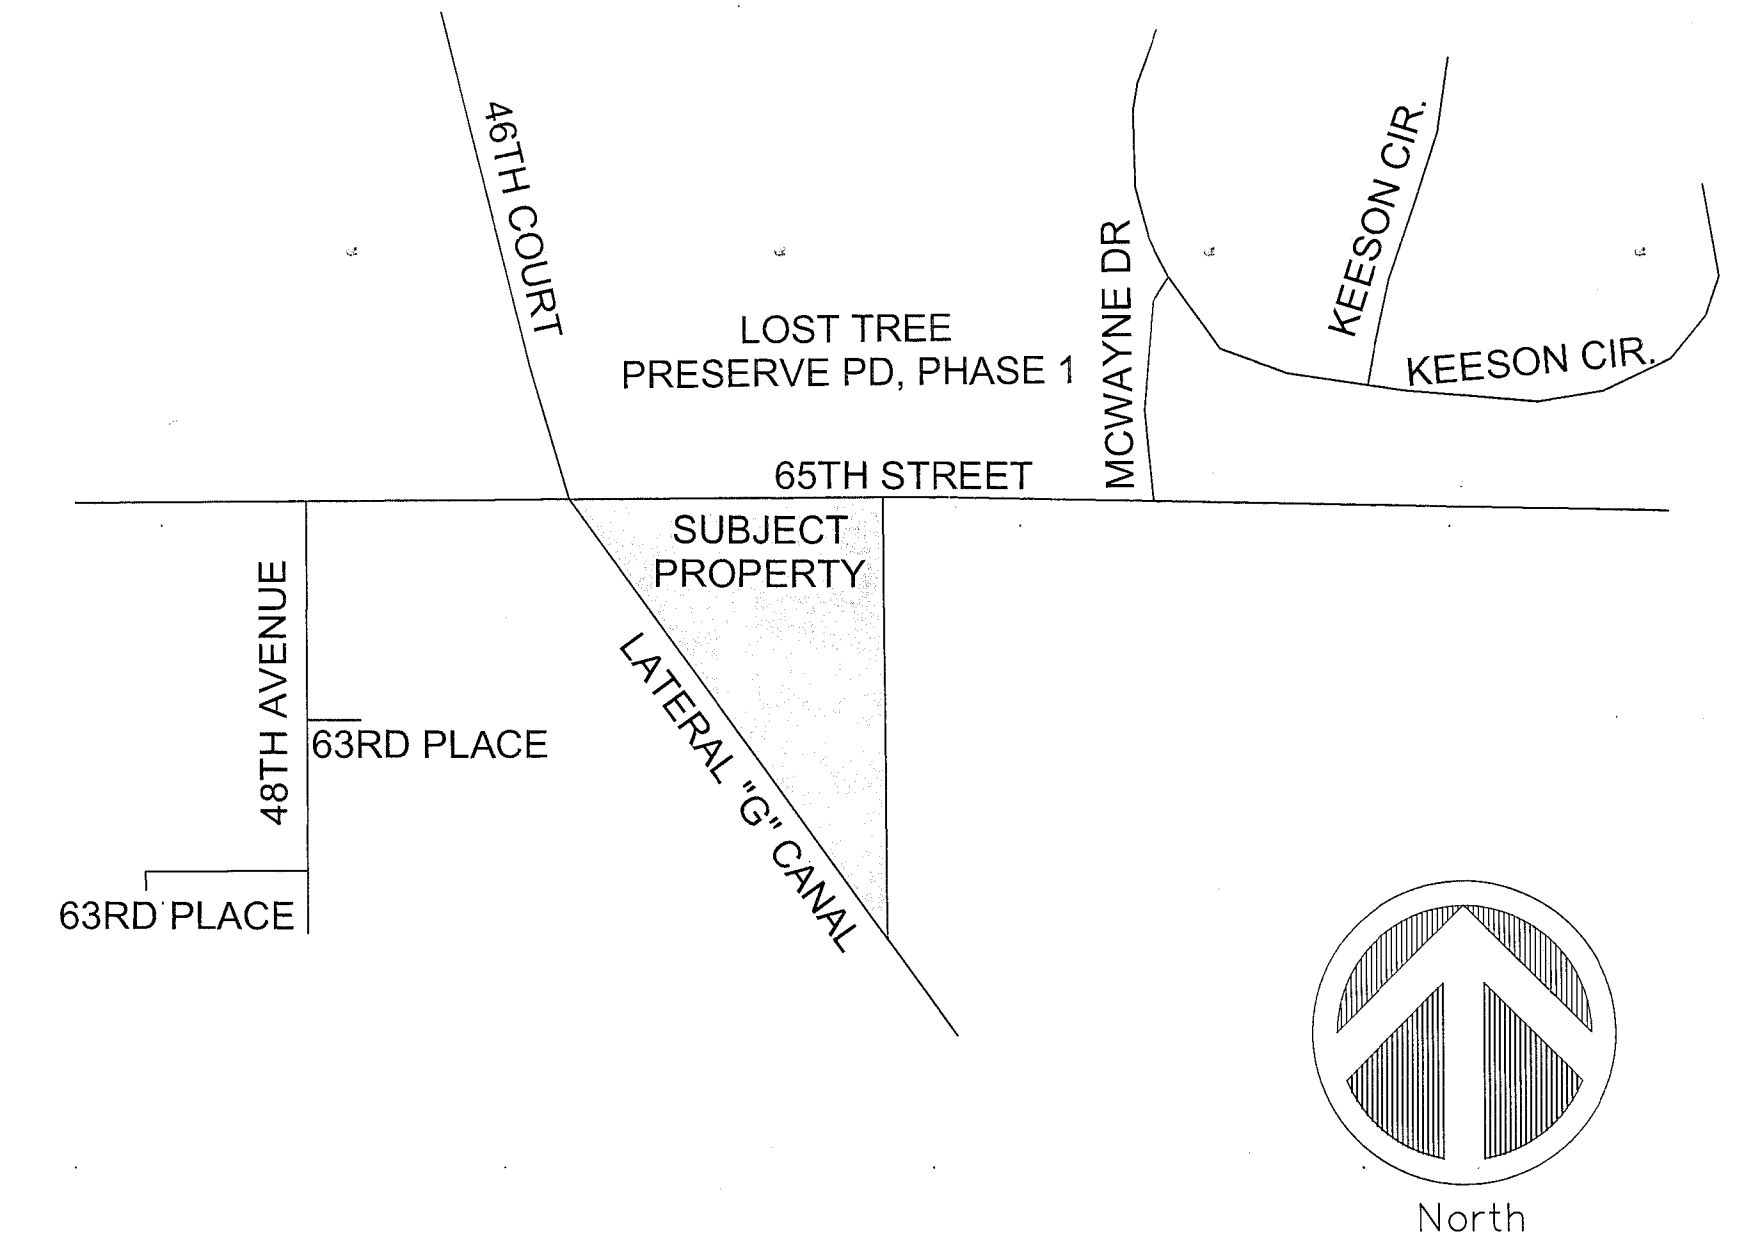 46TH COURT
KEESON CIR.
MCWAYNE DR
LOST TREE
PRESERVE PD, PHASE 1
KEESON CIR.
65TH STREET
SUBJECT
PROPERTY
48TH AVENUE
63RD PLACE
LATERAL "G" CANAL
63RD PLACE
North